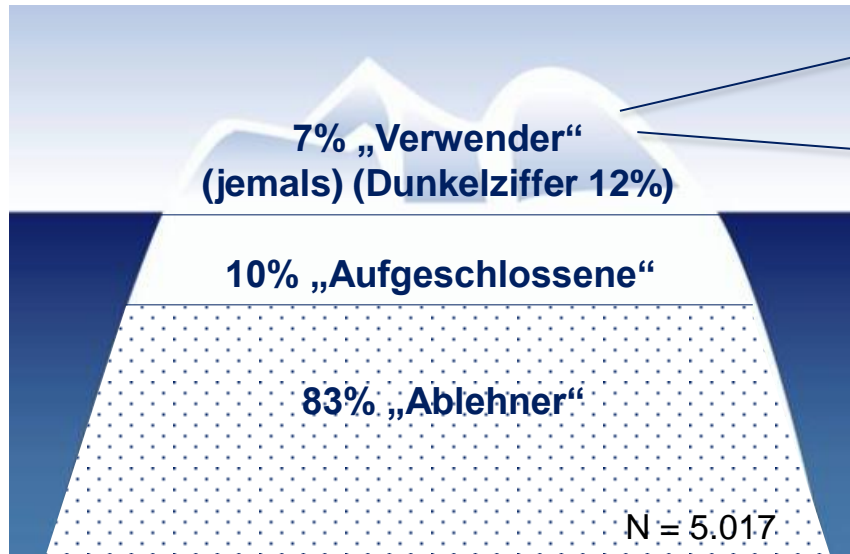 7% „Verwender“
(jemals) (Dunkelziffer 12%)
10% „Aufgeschlossene“
83% „Ablehner“
N = 5.017